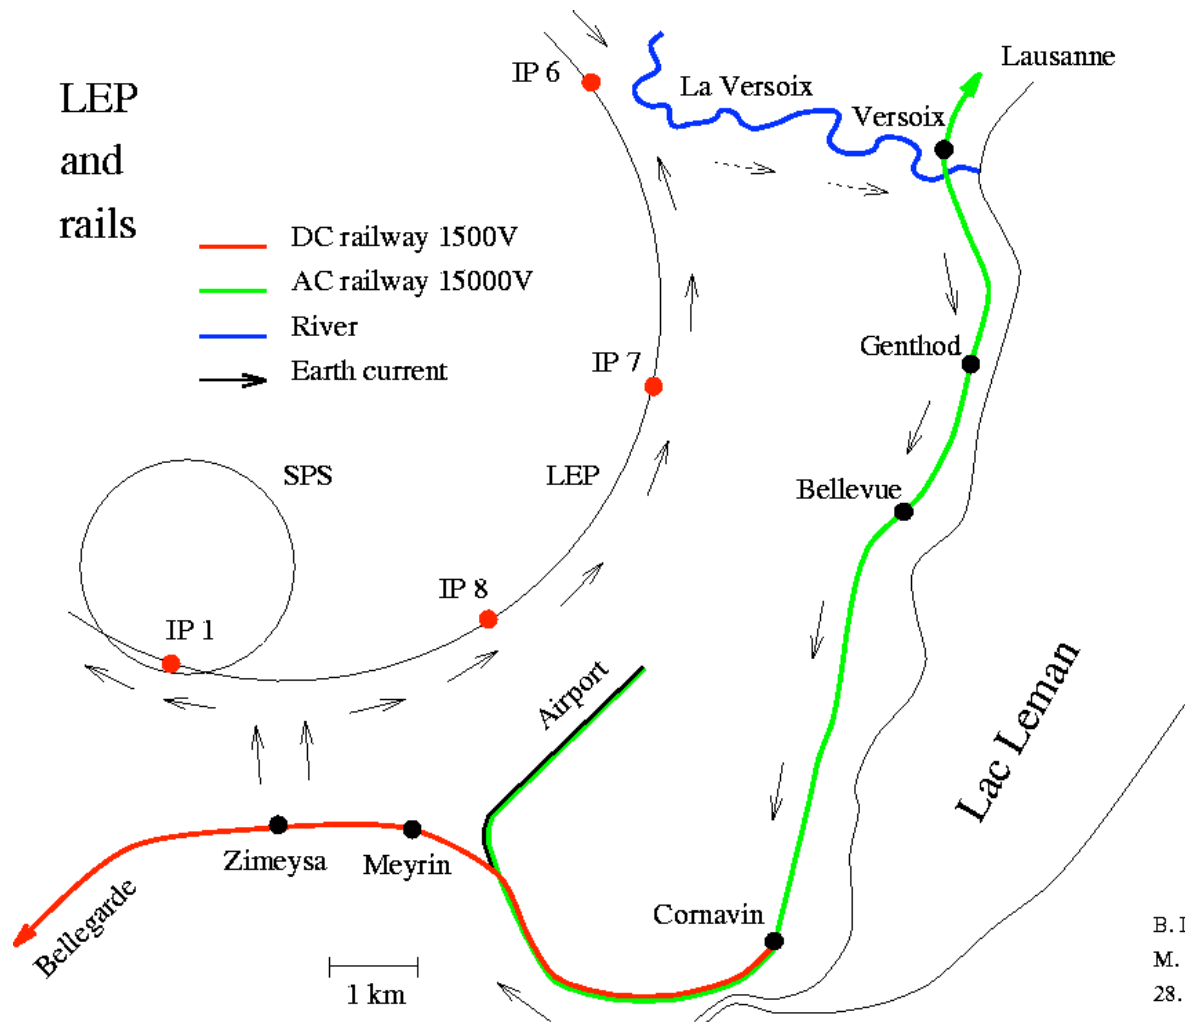 LEP
and
rails
DC railway 1500V
AC railway 15000V
River
Earth current
IP 6
La Versoix
Lausanne
Versoix
Genthod
IP 7
SPS
LEP
Bellevue
IP 8
IP 1
Airport
Lac Leman
Zimeysa
Meyrin
Cornavin
Bellegarde
1 km
B.
M.
28.